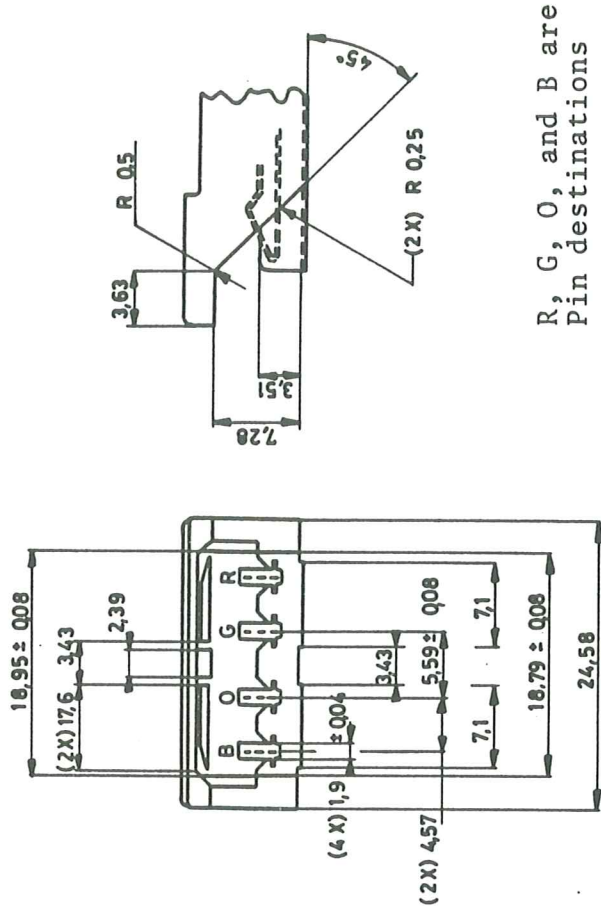 18,95 ± 0,08
3,43
(2X) 17,6
2,39
B O G R
(4X) 1,9 ± 0,04
3,43
(2X) 4,57
5,59 ± 0,08
7,1
7,1
18,79 ± 0,08
24,58
3,63
R 0,5
7,28
3,51
45°
(2X) R 0,25
R, G, O, and B are
Pin destinations